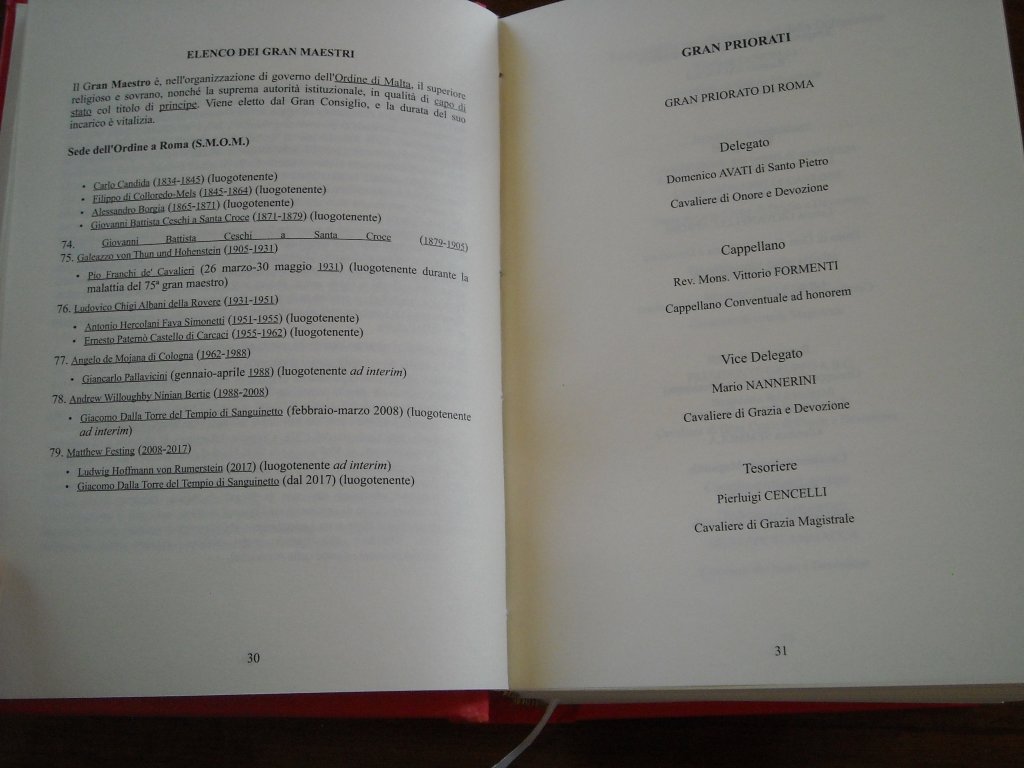 ELENCO DEI GRAN MAESTRI
Il Gran Maestro è, nell'organizzazione di governo dell'Ordine di Malta, il superiore
religioso e sovrano, nonché la suprema autorità istituzionale, in qualità di capo di
stato col titolo di principe. Viene eletto dal Gran Consiglio, e la durata del suo
incarico è vitalizia.
Sede dell'Ordine a Roma (S.M.O.M.)
• Carlo Candida (1834-1845) (luogotenente)
• Filippo di Colloredo-Mels (1845-1864) (luogotenente)
• Alessandro Borgia (1865-1871) (luogotenente)
• Giovanni Battista Ceschi a Santa Croce (1871-1879) (luogotenente)
74. Giovanni Battista Ceschi a Santa Croce (1879-1905)
75. Galeazzo von Thun und Hohenstein (1905-1931)
• Pio Franchi de' Cavalieri (26 marzo-30 maggio 1931) (luogotenente durante la
malattia del 75ª gran maestro)
76. Ludovico Chigi Albani della Rovere (1931-1951)
• Antonio Hercolani Fava Simonetti (1951-1955) (luogotenente)
• Ernesto Paternò Castello di Carcaci (1955-1962) (luogotenente)
77. Angelo de Mojana di Cologna (1962-1988)
• Giancarlo Pallavicini (gennaio-aprile 1988) (luogotenente ad interim)
78. Andrew Willoughby Ninian Bertie (1988-2008)
• Giacomo Dalla Torre del Tempio di Sanguinetto (febbraio-marzo 2008) (luogotenente
ad interim)
79. Matthew Festing (2008-2017)
• Ludwig Hoffmann von Rumerstein (2017) (luogotenente ad interim)
• Giacomo Dalla Torre del Tempio di Sanguinetto (dal 2017) (luogotenente)
30
GRAN PRIORATI
GRAN PRIORATO DI ROMA
Delegato
Domenico AVATI di Santo Pietro
Cavaliere di Onore e Devozione
Cappellano
Rev. Mons. Vittorio FORMENTI
Cappellano Conventuale ad honorem
Vice Delegato
Mario NANNERINI
Cavaliere di Grazia e Devozione
Tesoriere
Pierluigi CENCELLI
Cavaliere di Grazia Magistrale
31